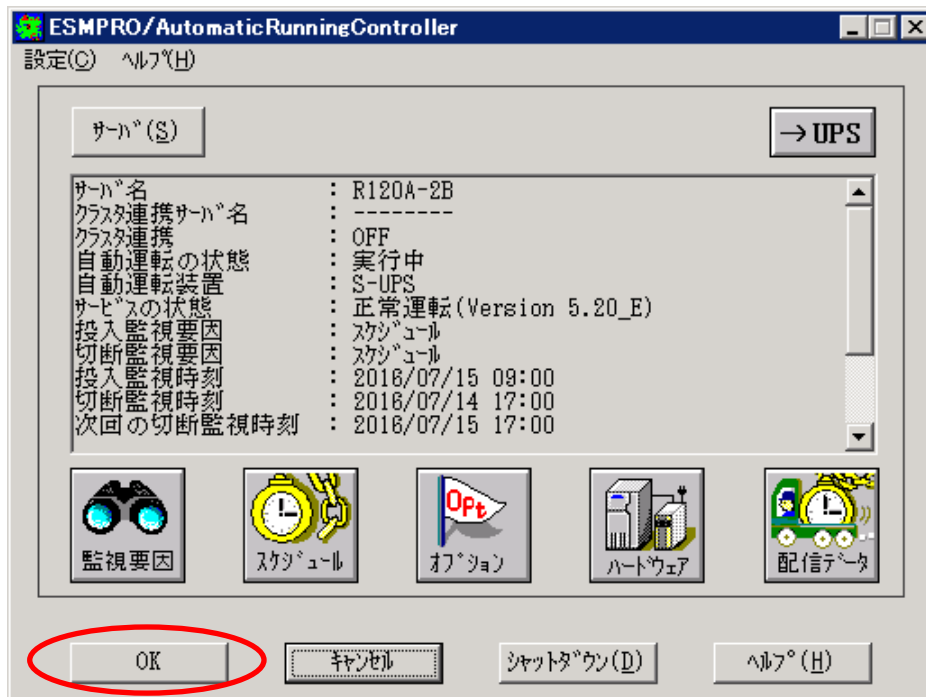 ESMPRO/AutomaticRunningController
設定(C) ﾍﾙﾌﾟ(H)
ｻｰﾊﾞ(S)
→UPS
ｻｰﾊﾞ名 : R120A-2B
ｸﾗｽﾀ連携ｻｰﾊﾞ名 : --------
ｸﾗｽﾀ連携 : OFF
自動運転の状態 : 実行中
自動運転装置 : S-UPS
ｻｰﾋﾞｽの状態 : 正常運転(Version 5.20_E)
投入監視要因 : ｽｹｼﾞｭｰﾙ
切断監視要因 : ｽｹｼﾞｭｰﾙ
投入監視時刻 : 2016/07/15 09:00
切断監視時刻 : 2016/07/14 17:00
次回の切断監視時刻 : 2016/07/15 17:00
Opt
監視要因 ｽｹｼﾞｭｰﾙ ｵﾌﾟｼｮﾝ ﾊｰﾄﾞｳｪｱ 配信ﾃﾞｰﾀ
OK ｷｬﾝｾﾙ ｼｬｯﾄﾀﾞｳﾝ(D) ﾍﾙﾌﾟ(H)